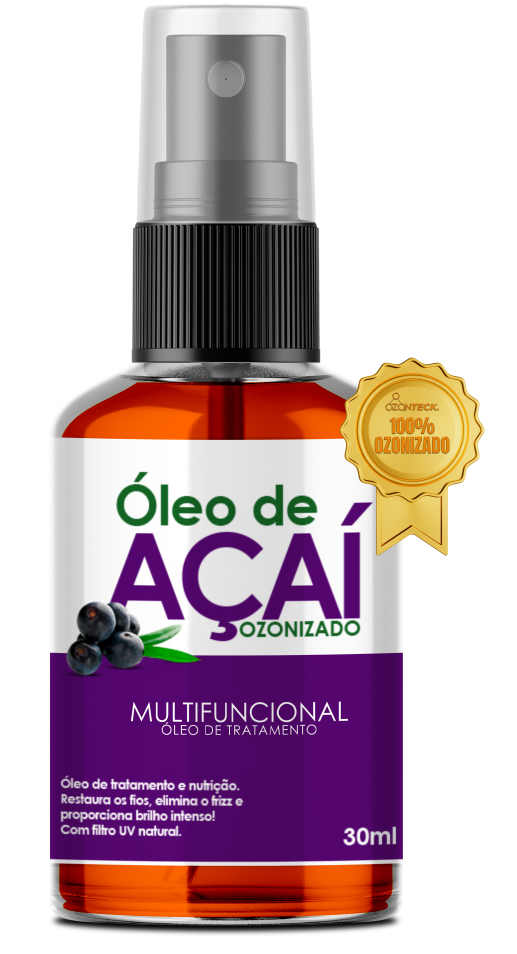 OZONTECK.
100%
OZONIZADO
Óleo de
AÇAÍ
OZONIZADO
MULTIFUNCIONAL
ÓLEO DE TRATAMENTO
Óleo de tratamento e nutrição.
Restaura os fios, elimina o frizz e
proporciona brilho intenso!
Com filtro UV natural.
30ml